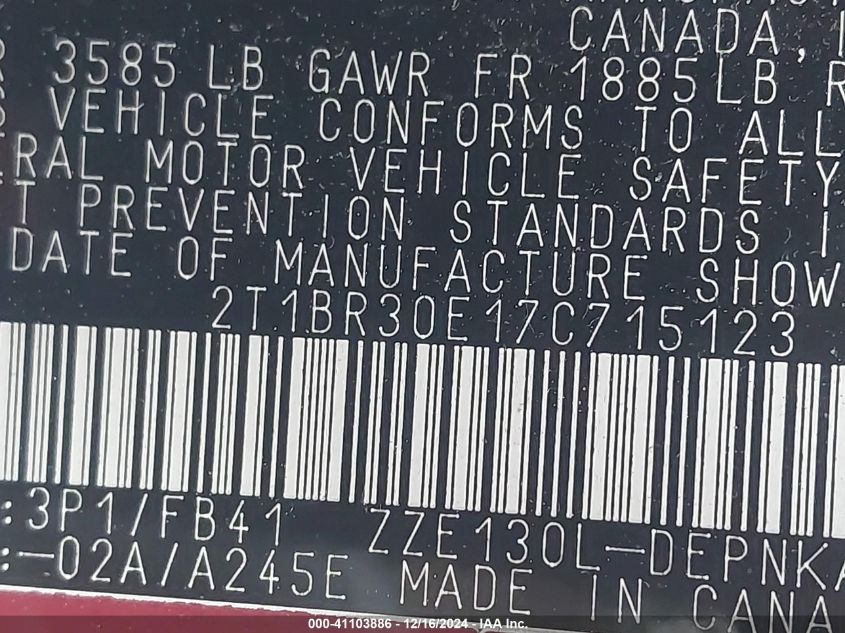 CANADA, I
R 3585 LB GAWR FR 1885LB R
S VEHICLE CONFORMS TO ALL
ERAL MOTOR VEHICLE SAFETY
T PREVENTION STANDARDS I
DATE OF MANUFACTURE SHOW
2T1BR30E17C715123
:3P1/FB41 ZZE130L-DEPNKA
:-02A/A245E MADE IN CANA
000-41103886 - 12/16/2024 - IAA Inc.